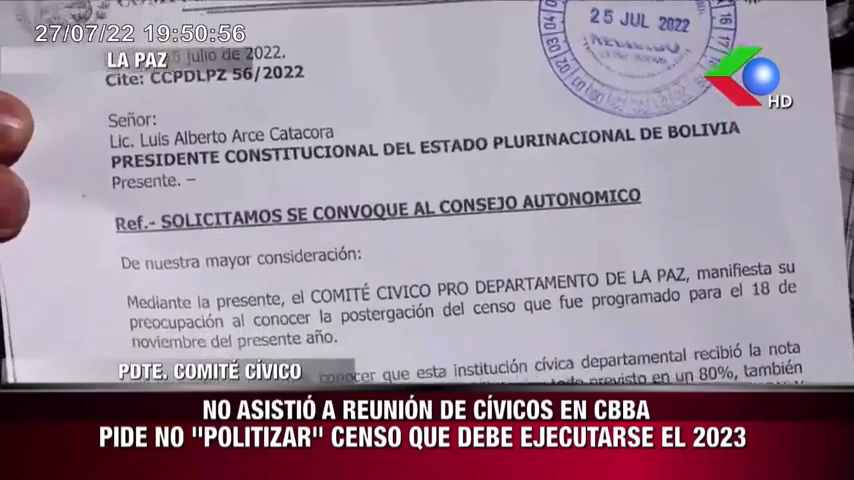 27/07/22 19:50:56
LA PAZ
julio de 2022.
Cite: CCPDLPZ 56/2022
25 JUL 2022
RECIBIDO
HD
Señor:
Lic. Luis Alberto Arce Catacora
PRESIDENTE CONSTITUCIONAL DEL ESTADO PLURINACIONAL DE BOLIVIA
Presente. –
Ref.- SOLICITAMOS SE CONVOQUE AL CONSEJO AUTONOMICO
De nuestra mayor consideración:
Mediante la presente, el COMITÉ CIVICO PRO DEPARTAMENTO DE LA PAZ, manifiesta su
preocupación al conocer la postergación del censo que fue programado para el 18 de
noviembre del presente año.
conocer que esta institución cívica departamental recibió la nota
previsto en un 80%, también
PDTE. COMITÉ CÍVICO
NO ASISTIÓ A REUNIÓN DE CÍVICOS EN CBBA
PIDE NO "POLITIZAR" CENSO QUE DEBE EJECUTARSE EL 2023